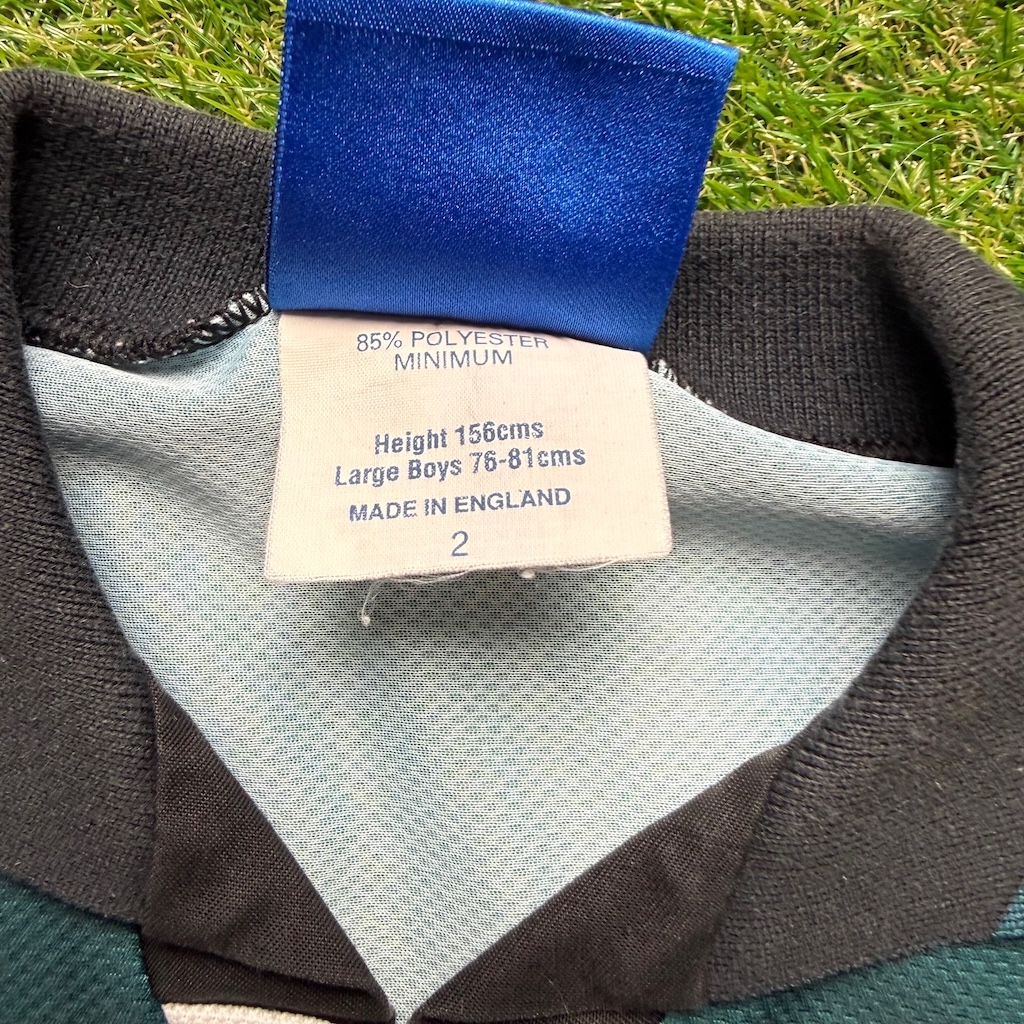 85% POLYESTER
MINIMUM
Height 156cms
Large Boys 76-81cms
MADE IN ENGLAND
2